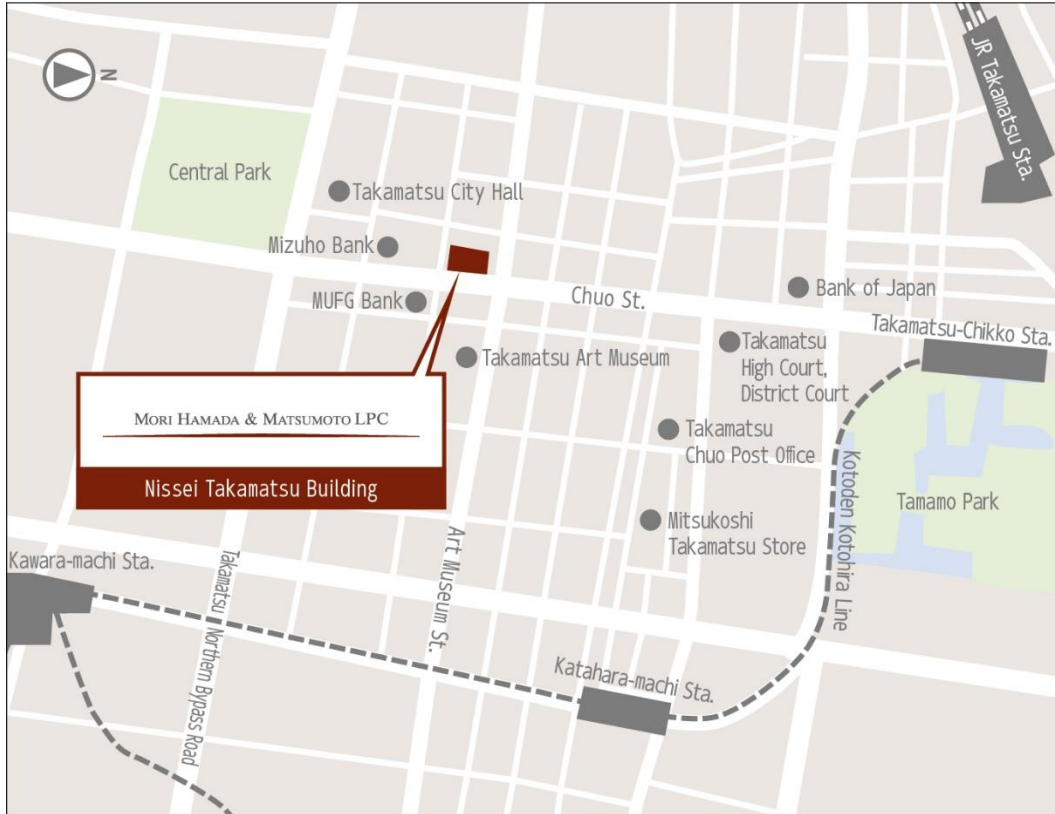 N
JR Takamatsu Sta.
Central Park
Takamatsu City Hall
Mizuho Bank
MUFG Bank
Chuo St.
Bank of Japan
Takamatsu-Chikko Sta.
Takamatsu Art Museum
Takamatsu
High Court,
District Court
MORI HAMADA & MATSUMOTO LPC
Nissei Takamatsu Building
Takamatsu
Chuo Post Office
Kotoden Kotohira Line
Tamamo Park
Mitsukoshi
Takamatsu Store
Kawara-machi Sta.
Takamatsu Northern Bypass Road
Art Museum St.
Katahara-machi Sta.